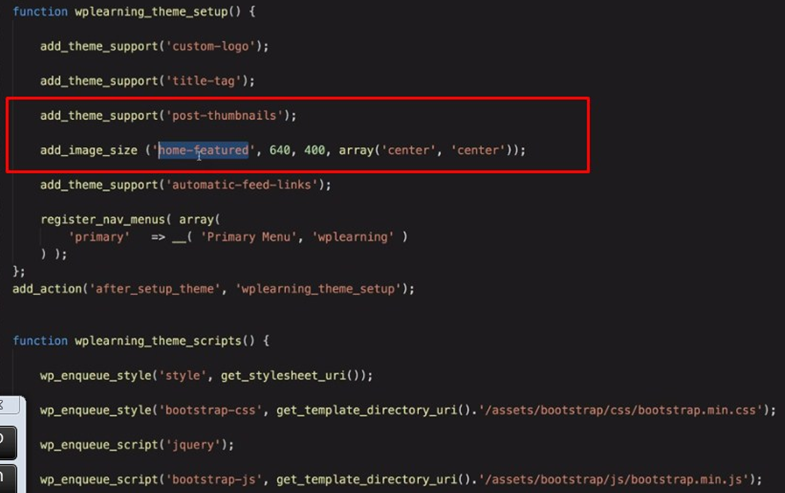 function wplearning_theme_setup() {
add_theme_support('custom-logo');
add_theme_support('title-tag');
add_theme_support('post-thumbnails');
add_image_size ('home-featured', 640, 400, array('center', 'center'));
add_theme_support('automatic-feed-links');
register_nav_menus( array(
'primary' => __( 'Primary Menu', 'wplearning' )
) );
};
add_action('after_setup_theme', 'wplearning_theme_setup');
function wplearning_theme_scripts() {
wp_enqueue_style('style', get_stylesheet_uri());
wp_enqueue_style('bootstrap-css', get_template_directory_uri().'/assets/bootstrap/css/bootstrap.min.css');
wp_enqueue_script('jquery');
wp_enqueue_script('bootstrap-js', get_template_directory_uri().'/assets/bootstrap/js/bootstrap.min.js');